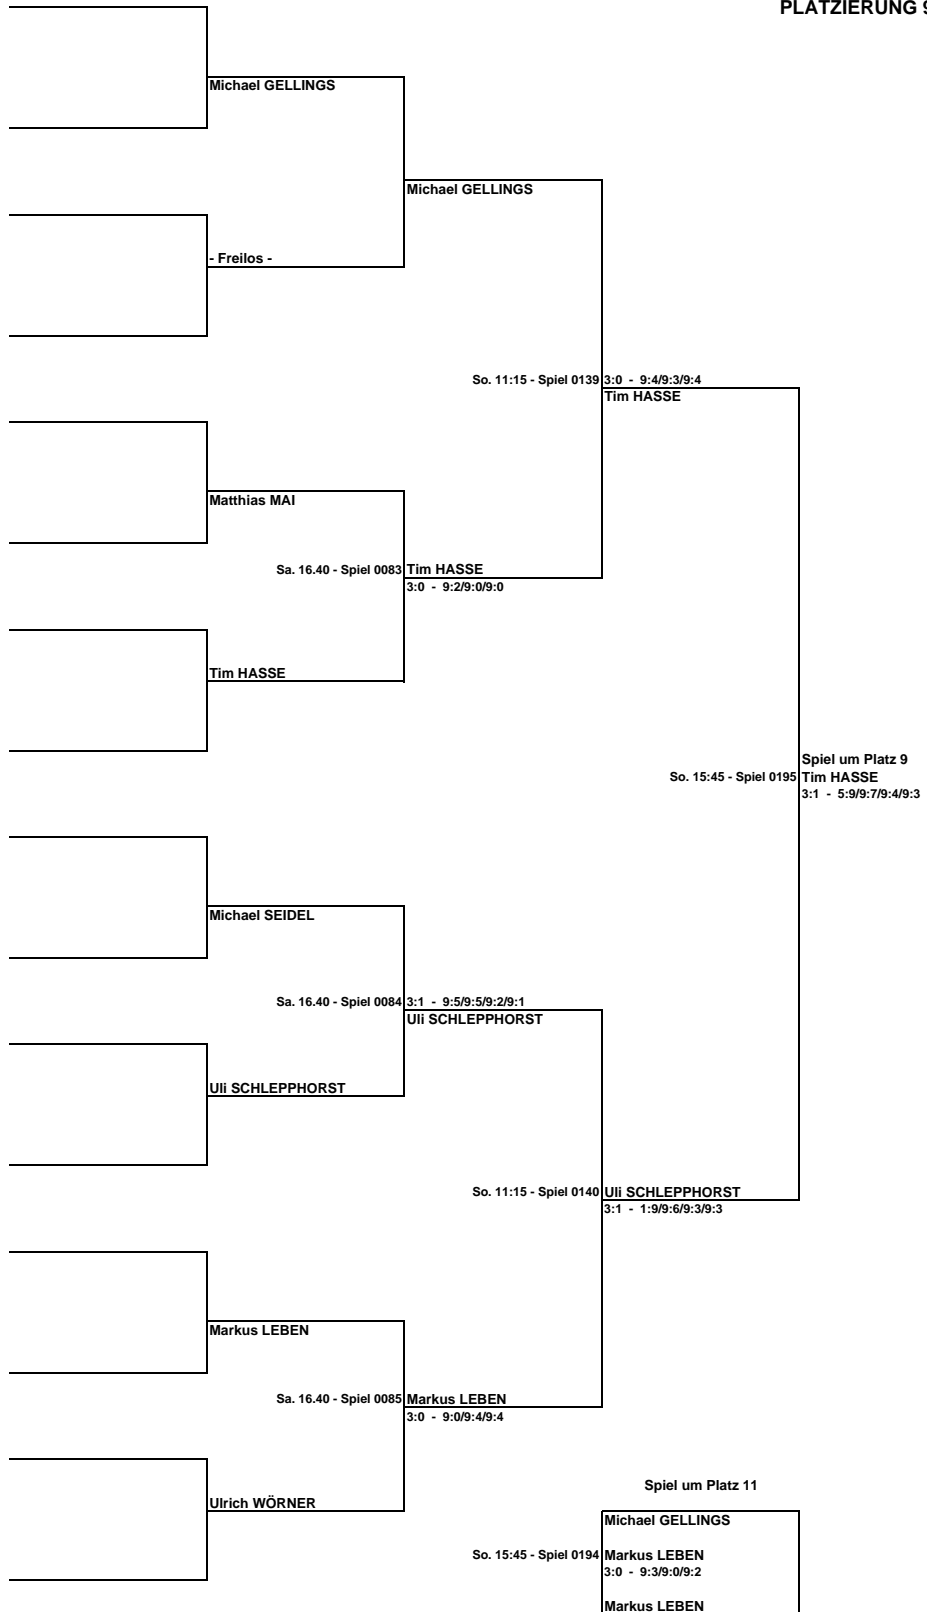 PLATZIERUNG 9
Michael GELLINGS
Michael GELLINGS
- Freilos -
So. 11:15 - Spiel 0139 3:0 - 9:4/9:3/9:4
Tim HASSE
Matthias MAI
Sa. 16.40 - Spiel 0083 Tim HASSE
3:0 - 9:2/9:0/9:0
Tim HASSE
Spiel um Platz 9
So. 15:45 - Spiel 0195 Tim HASSE
3:1 - 5:9/9:7/9:4/9:3
Michael SEIDEL
Sa. 16.40 - Spiel 0084 3:1 - 9:5/9:5/9:2/9:1
Uli SCHLEPPHORST
Uli SCHLEPPHORST
So. 11:15 - Spiel 0140 Uli SCHLEPPHORST
3:1 - 1:9/9:6/9:3/9:3
Markus LEBEN
Sa. 16.40 - Spiel 0085 Markus LEBEN
3:0 - 9:0/9:4/9:4
Spiel um Platz 11
Ulrich WÖRNER
Michael GELLINGS
So. 15:45 - Spiel 0194 Markus LEBEN
3:0 - 9:3/9:0/9:2
Markus LEBEN